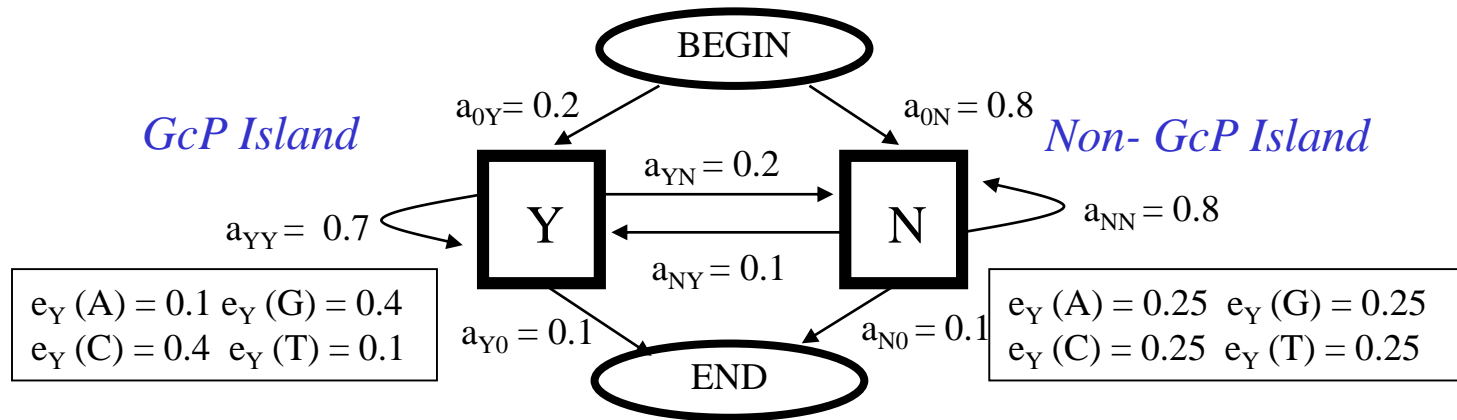 BEGIN
a0Y= 0.2
a0N= 0.8
GcP Island
Non- GcP Island
aYN = 0.2
Y
N
aYY = 0.7
aNN = 0.8
aNY = 0.1
eY (A) = 0.1 eY (G) = 0.4
eY (C) = 0.4 eY (T) = 0.1
aY0 = 0.1
aN0 = 0.1
eY (A) = 0.25 eY (G) = 0.25
eY (C) = 0.25 eY (T) = 0.25
END